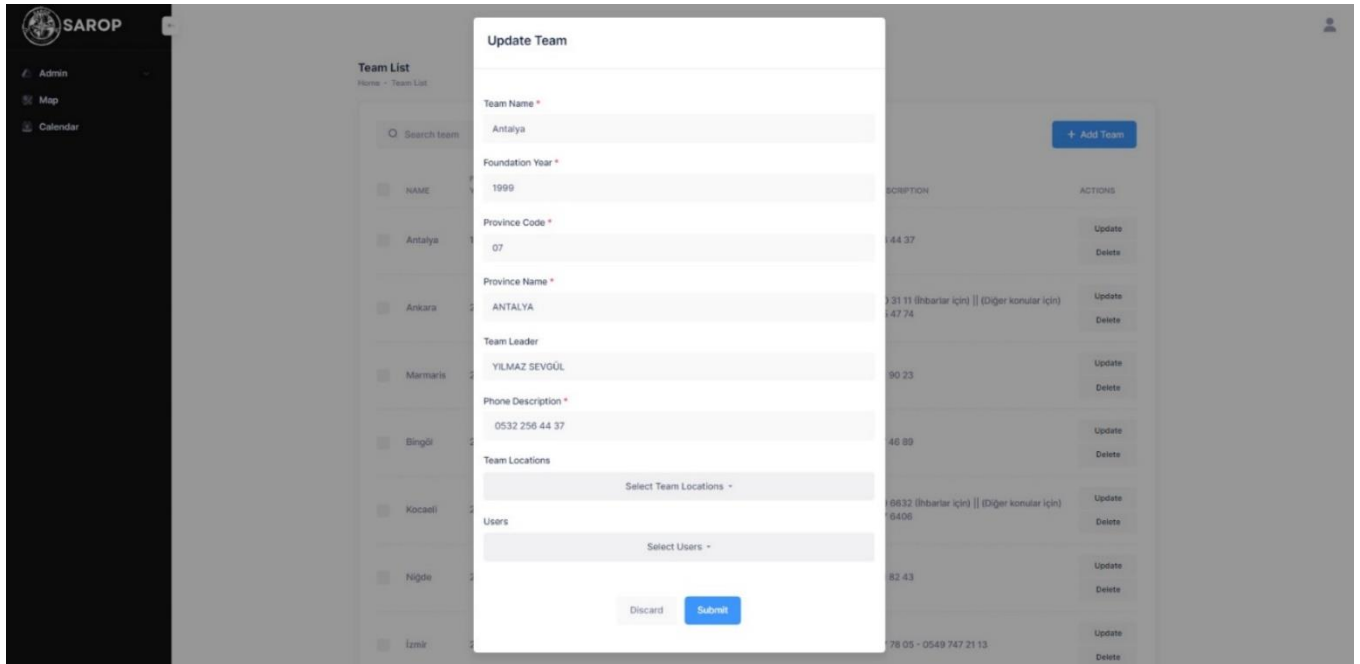 SAROP
Admin
Map
Calendar
Team List
Home - Team List
Search team
+ Add Team
NAME
SCRIPTION
ACTIONS
Antalya
44 37
Update
Delete
Ankara
31 11 (İhbarlar için) || (Diğer konular için)
47 74
Update
Delete
Marmaris
90 23
Update
Delete
Bingöl
46 89
Update
Delete
Kocaeli
6632 (İhbarlar için) || (Diğer konular için)
6406
Update
Delete
Niğde
82 43
Update
Delete
İzmir
78 05 - 0549 747 21 13
Update
Delete
Update Team
Team Name *
Antalya
Foundation Year *
1999
Province Code *
07
Province Name *
ANTALYA
Team Leader
YILMAZ SEVGÜL
Phone Description *
0532 256 44 37
Team Locations
Select Team Locations
Users
Select Users
Discard
Submit